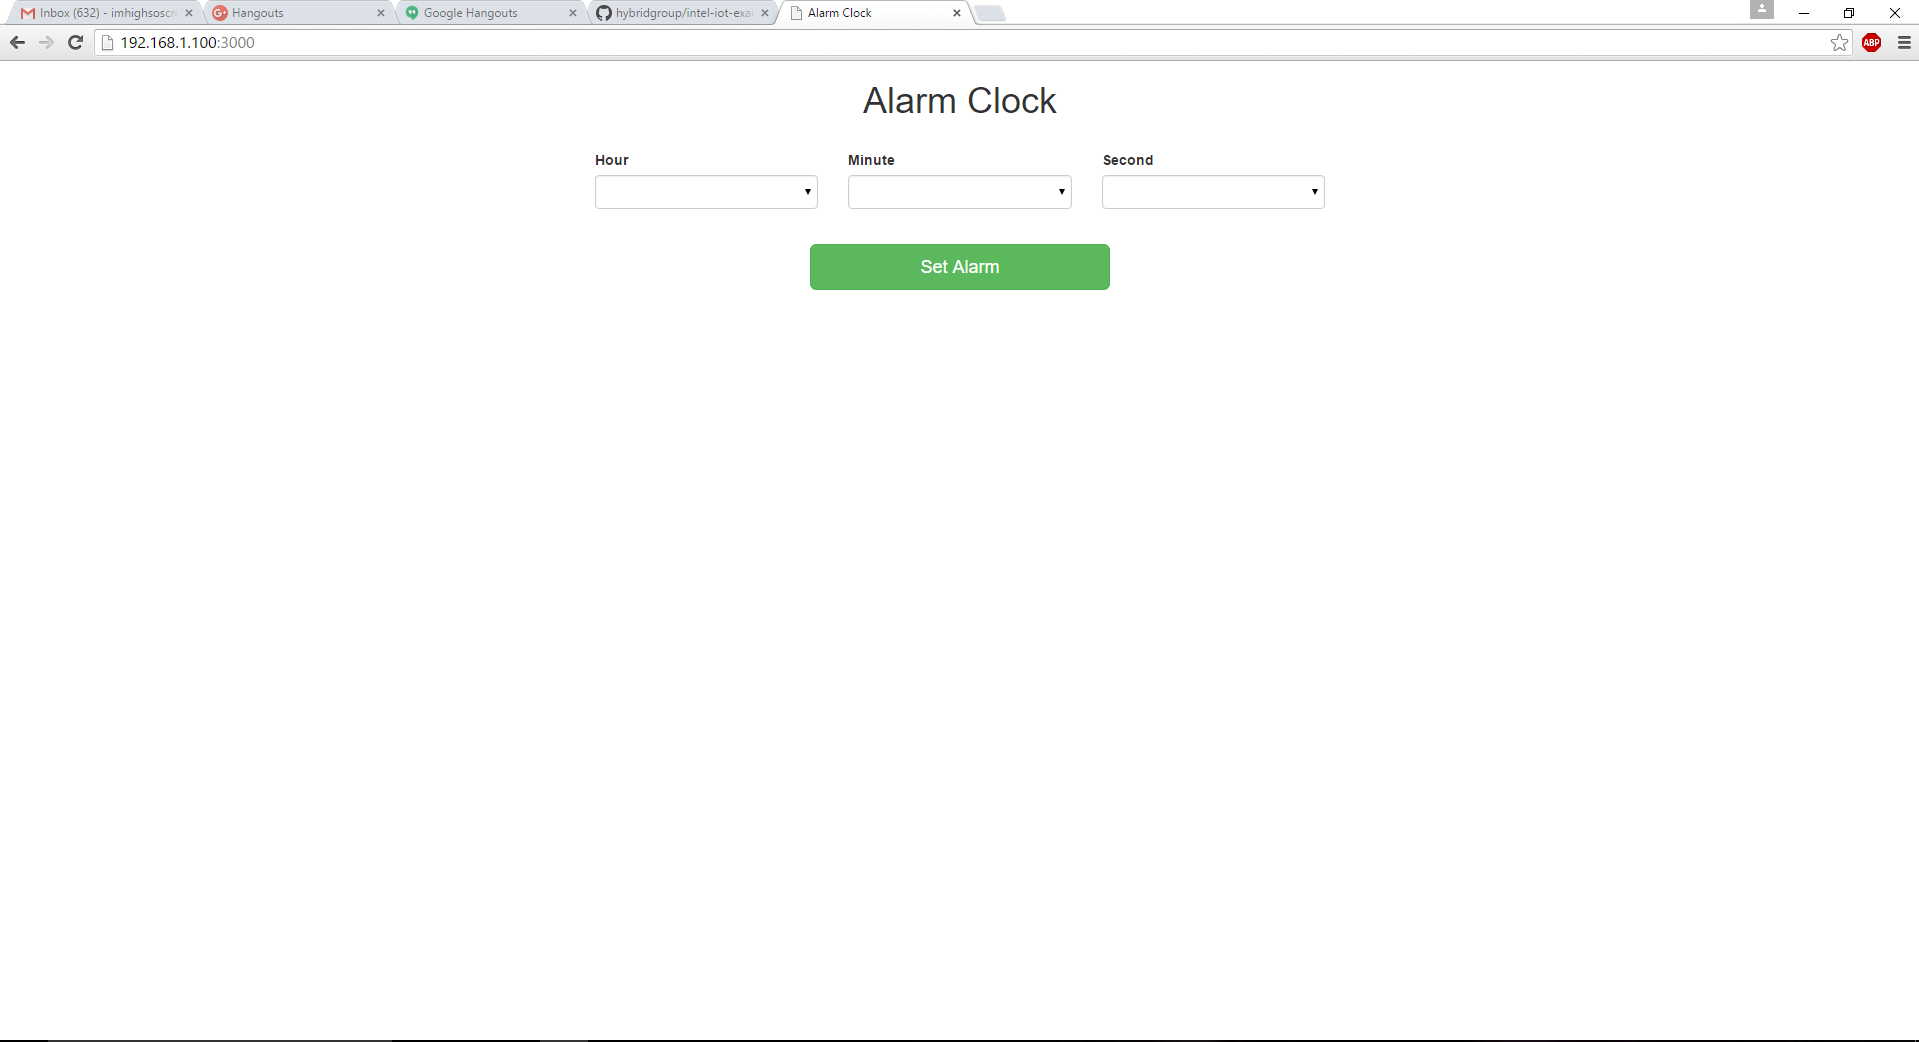 Inbox (632) - imhighsoscr
Hangouts
Google Hangouts
hybridgroup/intel-iot-exa
Alarm Clock
192.168.1.100:3000
ABP
Alarm Clock
Hour
Minute
Second
Set Alarm